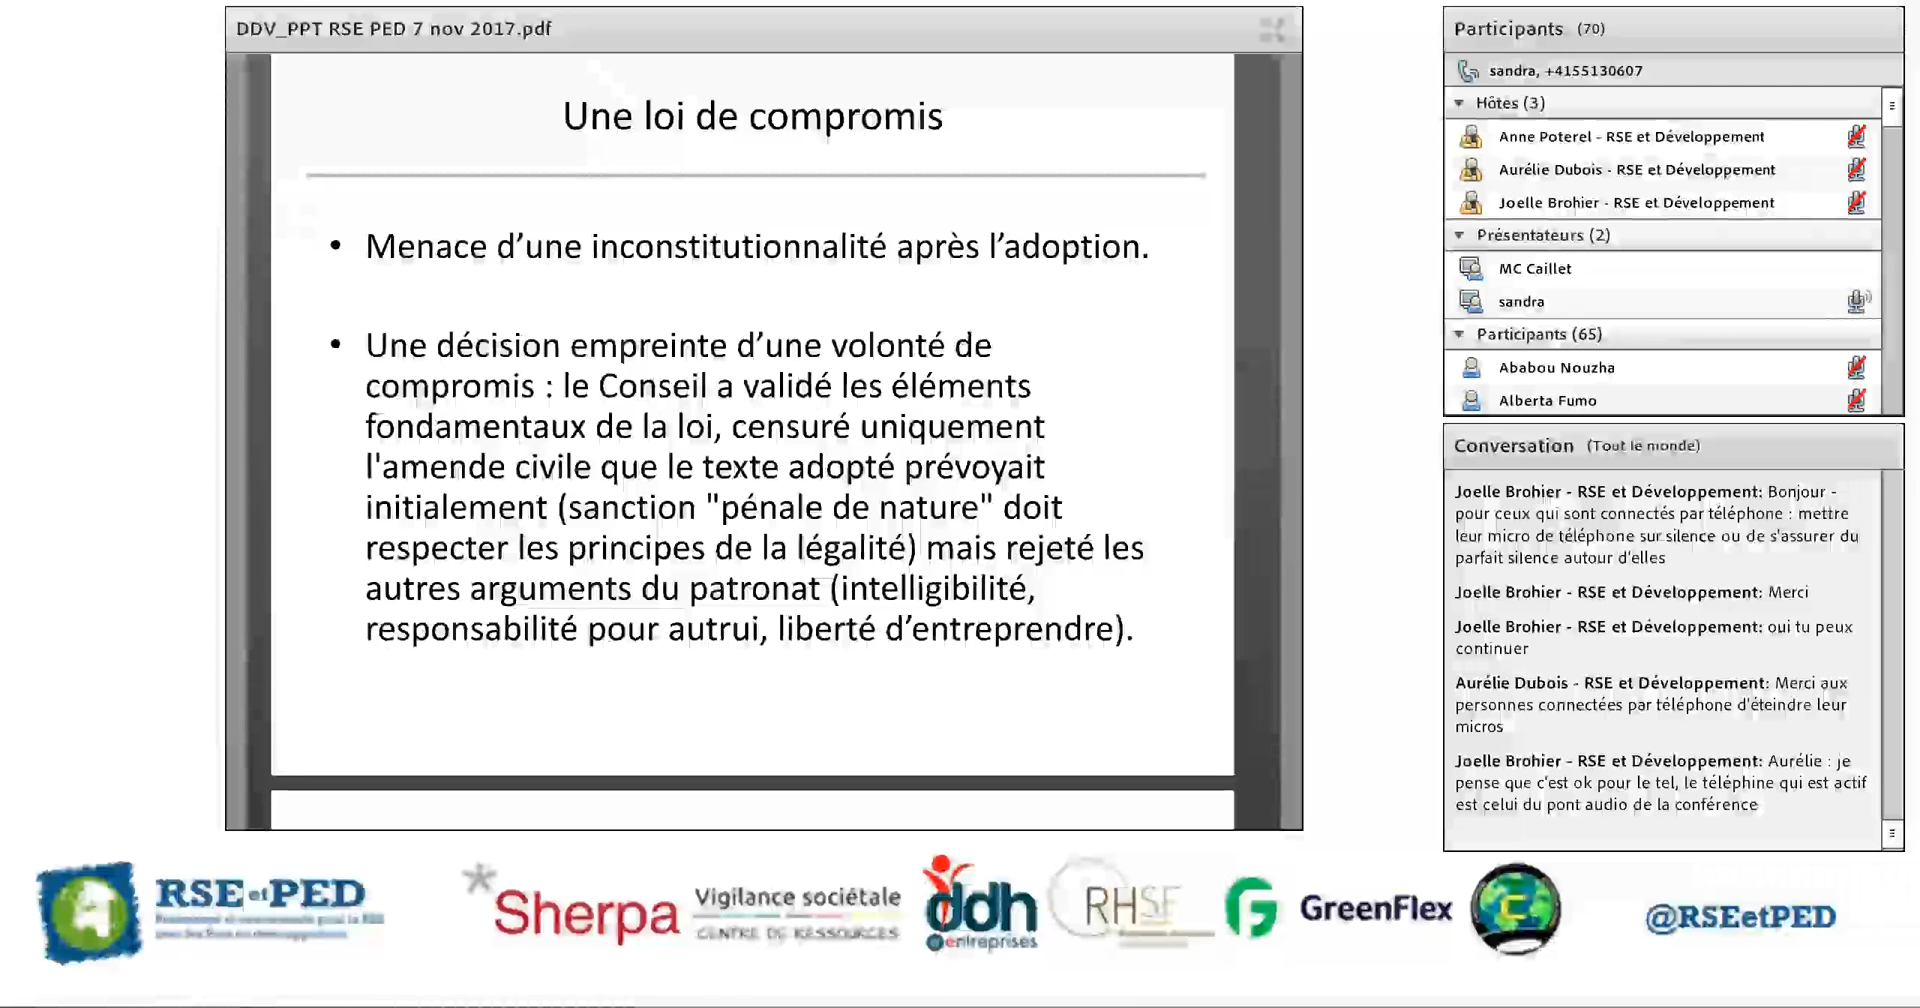 DDV_PPT RSE PED 7 nov 2017.pdf
Une loi de compromis
• Menace d’une inconstitutionnalité après l’adoption.
• Une décision empreinte d’une volonté de
compromis : le Conseil a validé les éléments
fondamentaux de la loi, censuré uniquement
l'amende civile que le texte adopté prévoyait
initialement (sanction "pénale de nature" doit
respecter les principes de la légalité) mais rejeté les
autres arguments du patronat (intelligibilité,
responsabilité pour autrui, liberté d’entreprendre).
Participants (70)
sandra, +4155130607
Hôtes (3)
Anne Poterel - RSE et Développement
Aurélie Dubois - RSE et Développement
Joelle Brohier - RSE et Développement
Présentateurs (2)
MC Caillet
sandra
Participants (65)
Ababou Nouzha
Alberta Fumo
Conversation (Tout le monde)
Joelle Brohier - RSE et Développement: Bonjour -
pour ceux qui sont connectés par téléphone : mettre
leur micro de téléphone sur silence ou de s'assurer du
parfait silence autour d'elles
Joelle Brohier - RSE et Développement: Merci
Joelle Brohier - RSE et Développement: oui tu peux
continuer
Aurélie Dubois - RSE et Développement: Merci aux
personnes connectées par téléphone d'éteindre leur
micros
Joelle Brohier - RSE et Développement: Aurélie : je
pense que c'est ok pour le tel, le téléphine qui est actif
est celui du pont audio de la conférence
RSE et PED
Sherpa
Vigilance sociétale
CENTRE DE RESSOURCES
ddh
@entreprises
RHSF
GreenFlex
@RSEetPED